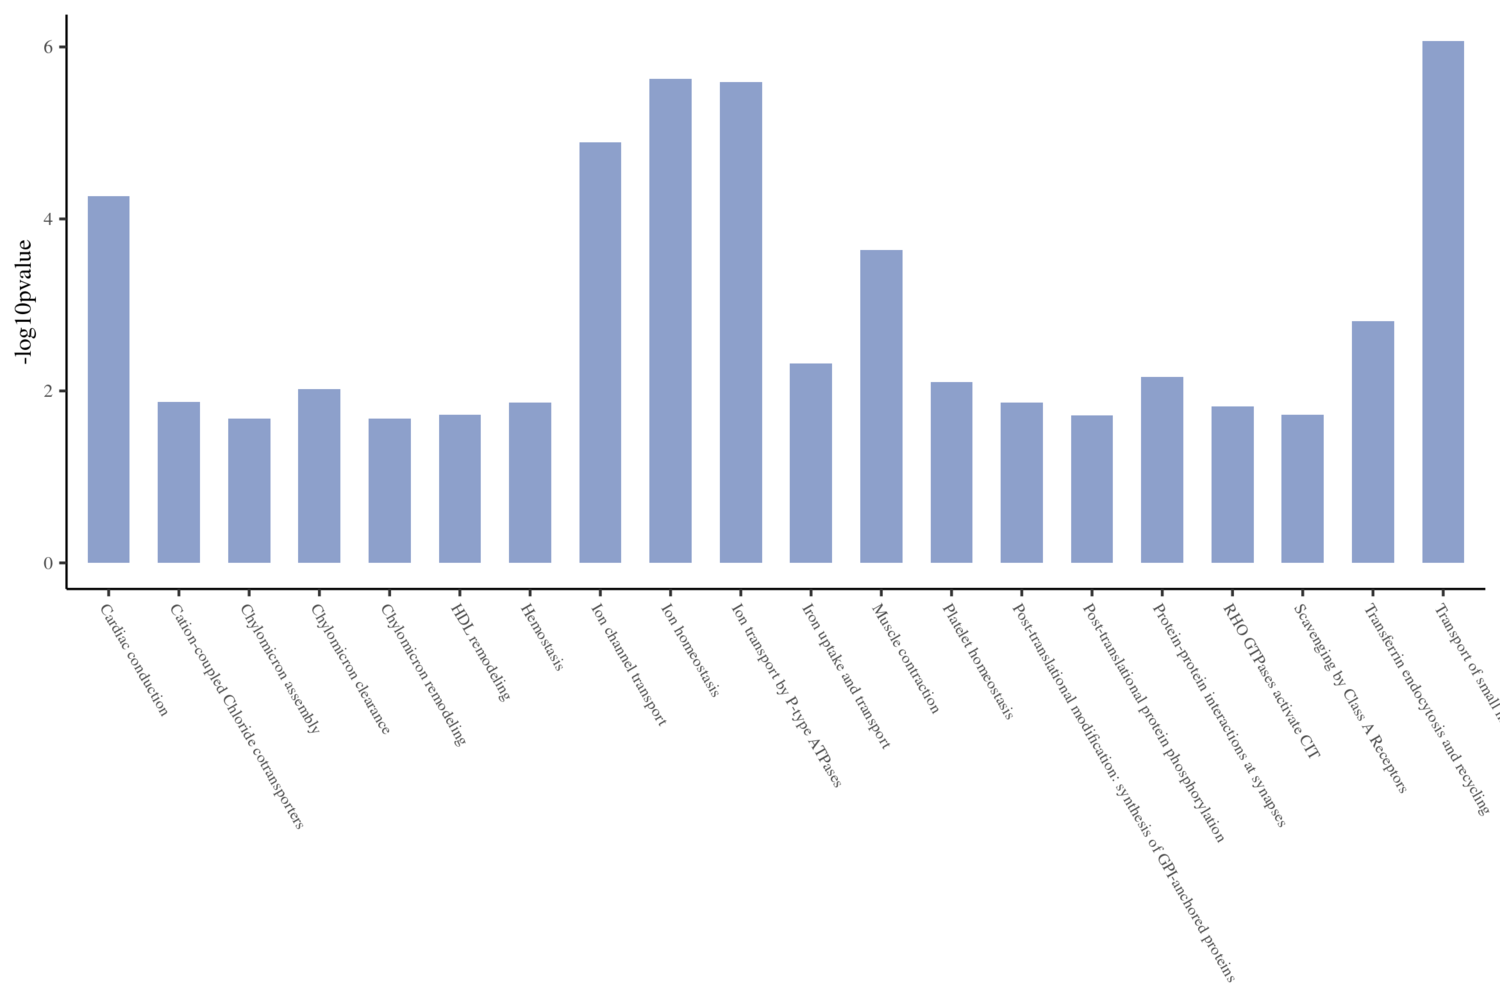 6
4
2
0
-log10pvalue
Cardiac conduction
Cation-coupled Chloride cotransporters
Chylomicron assembly
Chylomicron clearance
Chylomicron remodeling
HDL remodeling
Hemostasis
Ion channel transport
Ion homeostasis
Ion transport by P-type ATPases
Iron uptake and transport
Muscle contraction
Platelet homeostasis
Post-translational modification: synthesis of GPI-anchored proteins
Post-translational protein phosphorylation
Protein-protein interactions at synapses
RHO GTPases activate CIT
Scavenging by Class A Receptors
Transferrin endocytosis and recycling
Transport of small